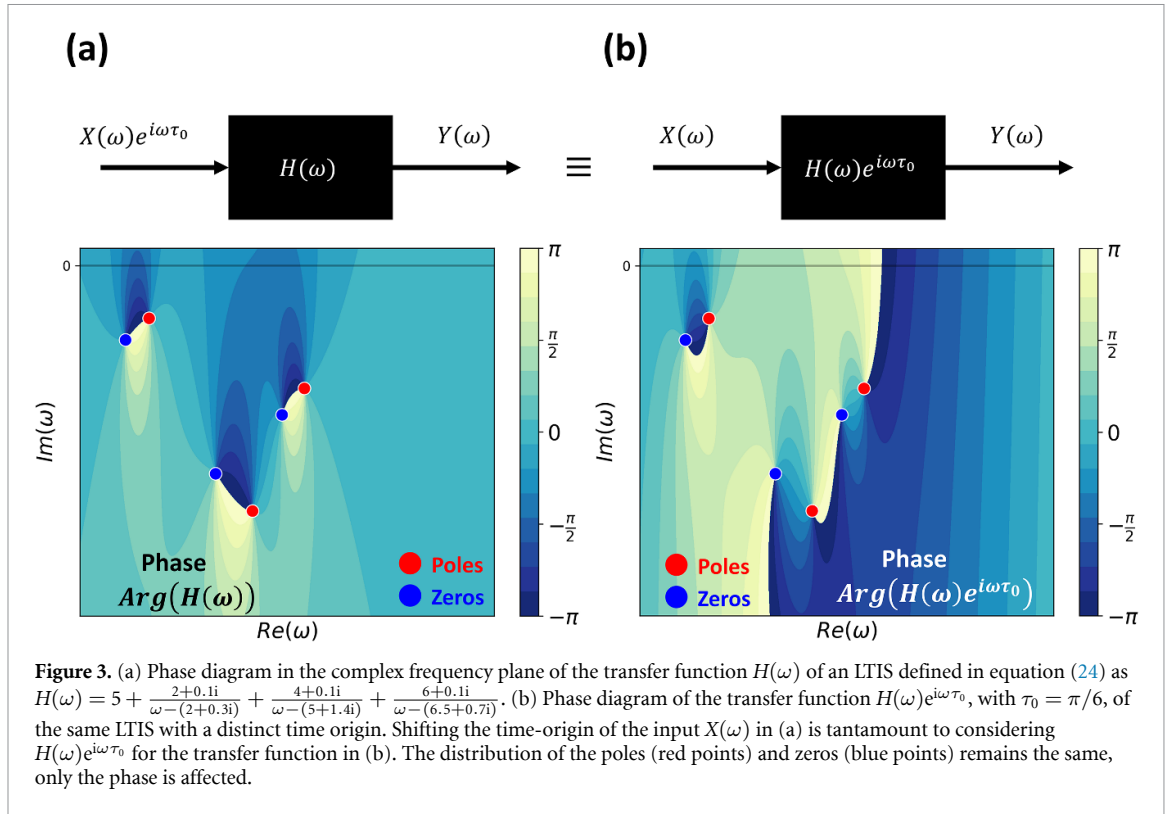 (a)
(b)
X(ω)e^{iωτ₀}
H(ω)
Y(ω)
≡
X(ω)
H(ω)e^{iωτ₀}
Y(ω)
0
Im(ω)
Re(ω)
Phase
Arg(H(ω))
Poles
Zeros
π
π/2
0
−π/2
−π
0
Im(ω)
Re(ω)
Poles
Zeros
Phase
Arg(H(ω)e^{iωτ₀})
π
π/2
0
−π/2
−π
Figure 3. (a) Phase diagram in the complex frequency plane of the transfer function H(ω) of an LTIS defined in equation (24) as
H(ω) = 5 + \frac{2+0.1i}{ω−(2+0.3i)} + \frac{4+0.1i}{ω−(5+1.4i)} + \frac{6+0.1i}{ω−(6.5+0.7i)}. (b) Phase diagram of the transfer function H(ω)e^{iωτ₀}, with τ₀ = π/6, of
the same LTIS with a distinct time origin. Shifting the time-origin of the input X(ω) in (a) is tantamount to considering
H(ω)e^{iωτ₀} for the transfer function in (b). The distribution of the poles (red points) and zeros (blue points) remains the same,
only the phase is affected.